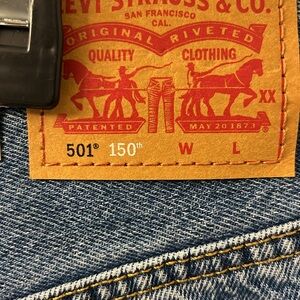 LEVI STRAUSS & CO.
SAN FRANCISCO
CAL.
ORIGINAL RIVETED
QUALITY CLOTHING
XX
PATENTED MAY 20 1873
501® 150th W L